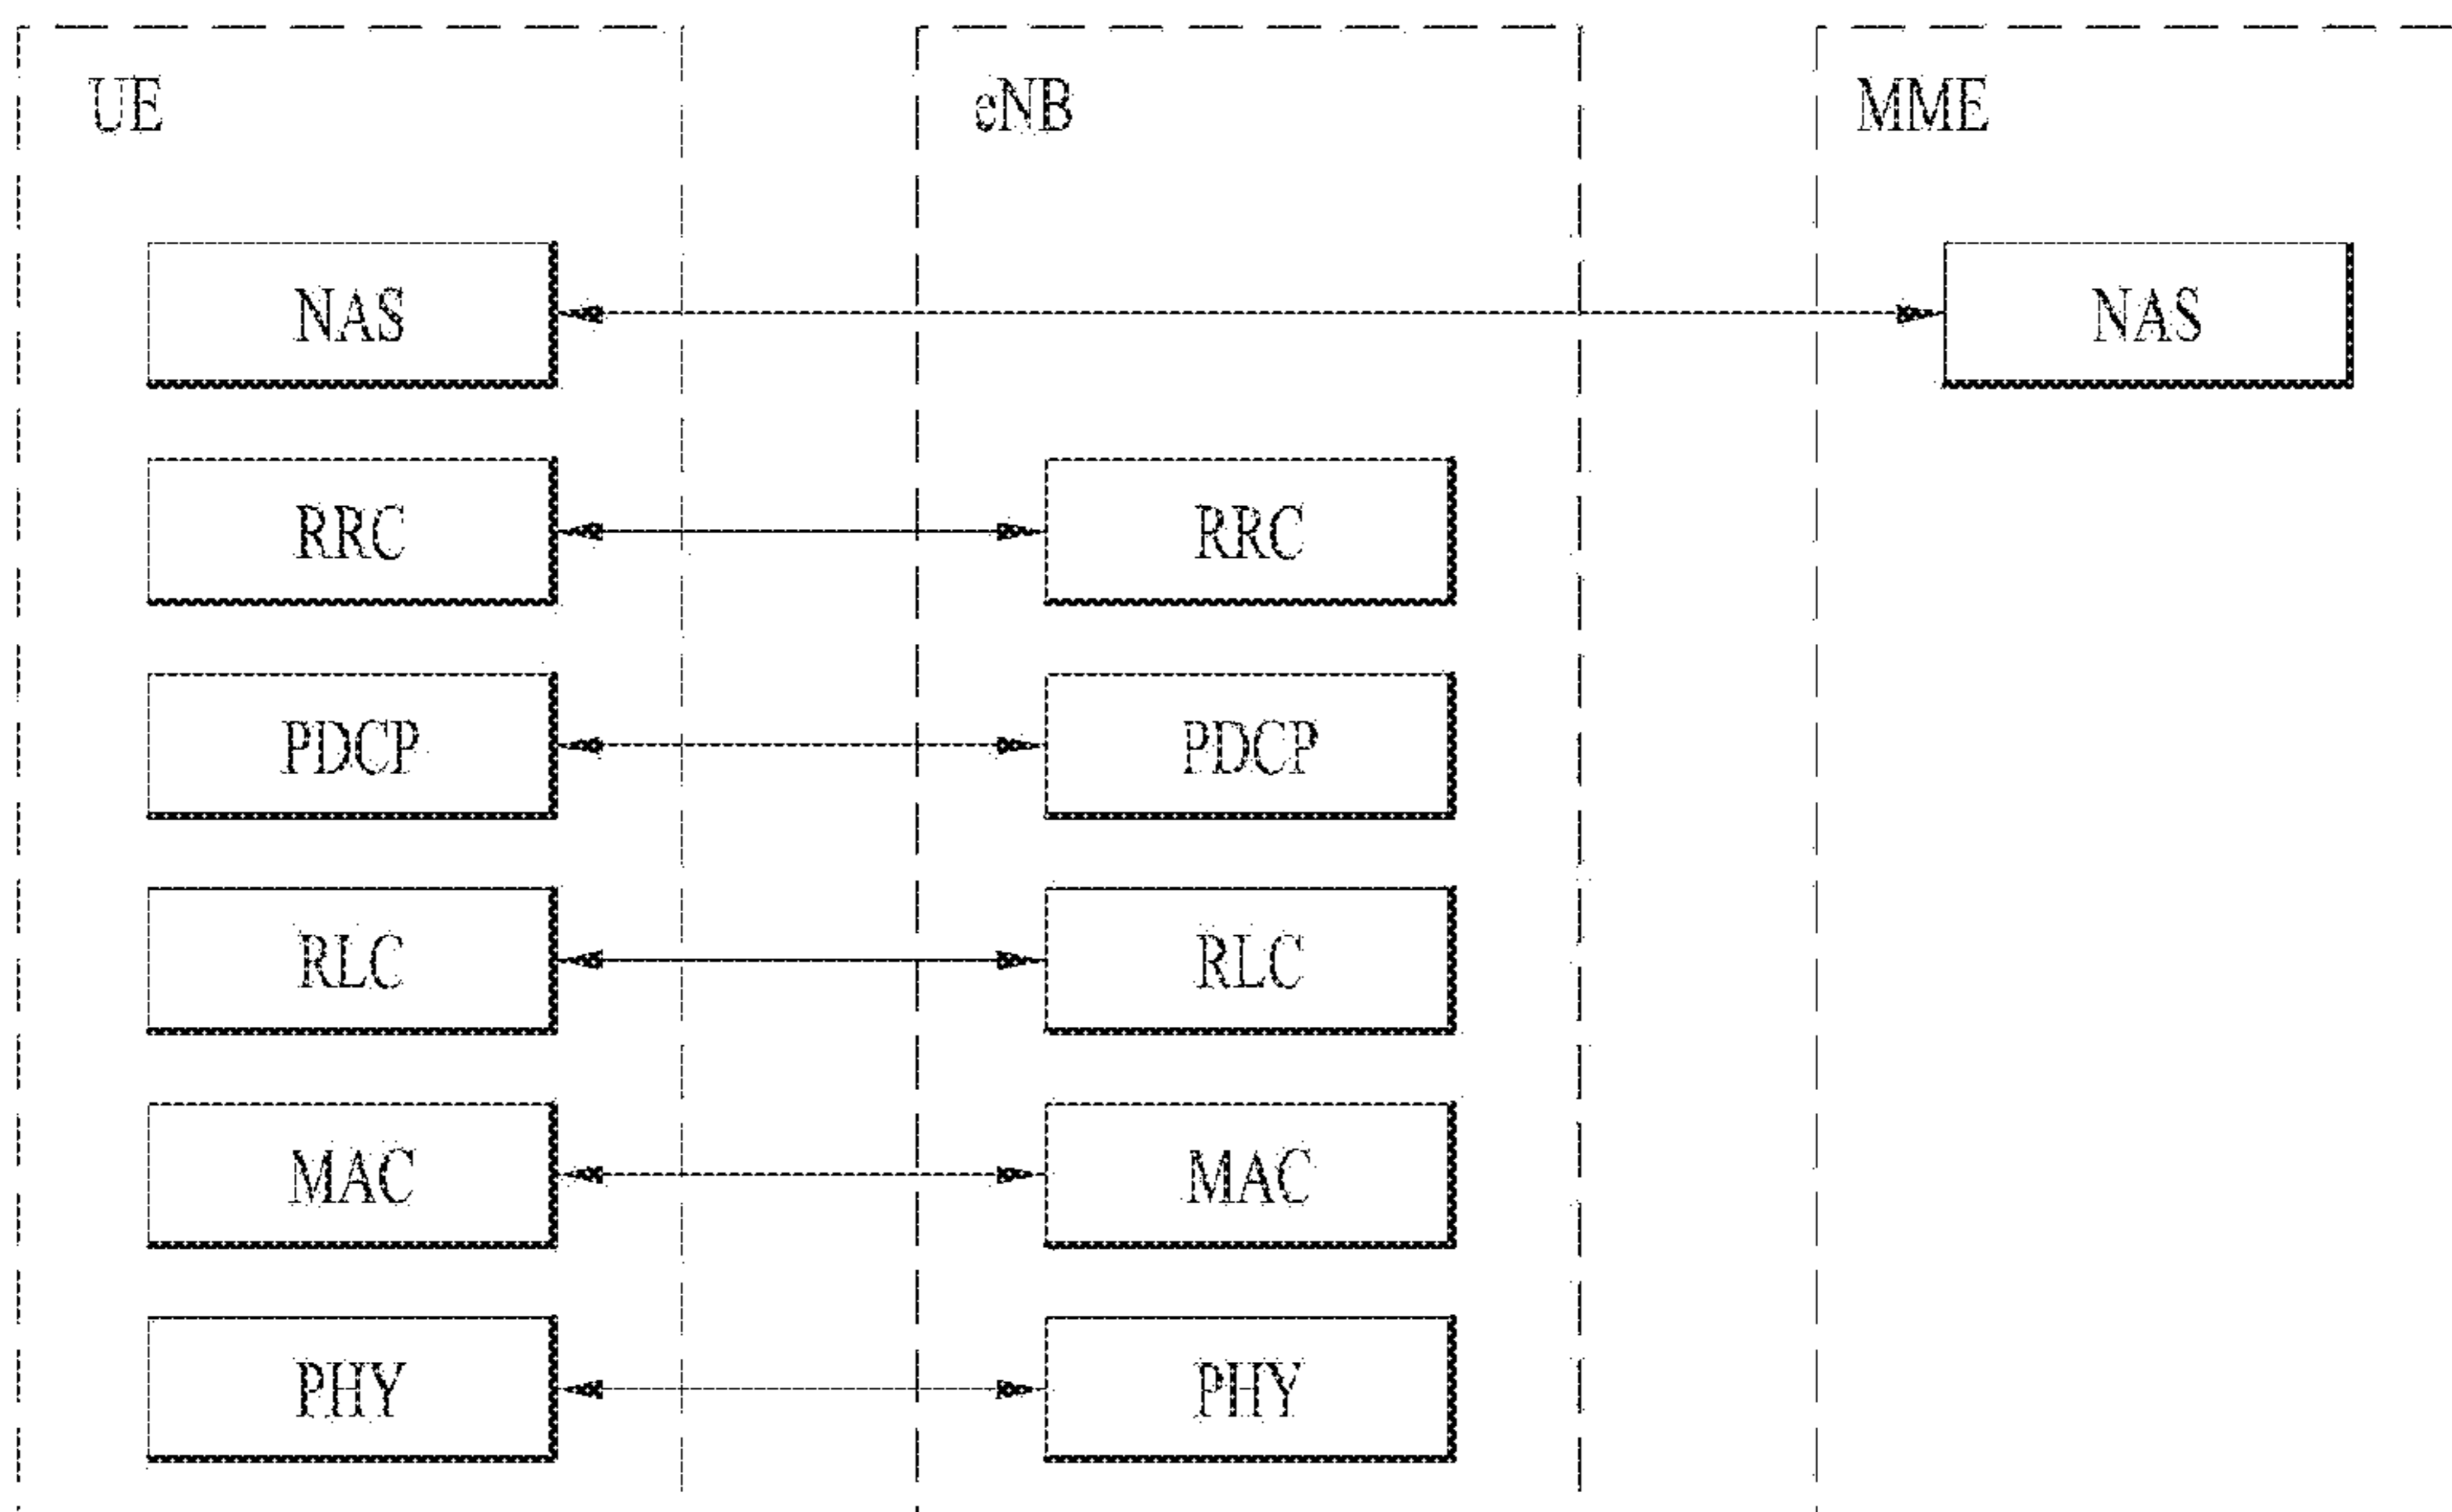 UE eNB MME
NAS NAS
RRC RRC
PDCP PDCP
RLC RLC
MAC MAC
PHY PHY